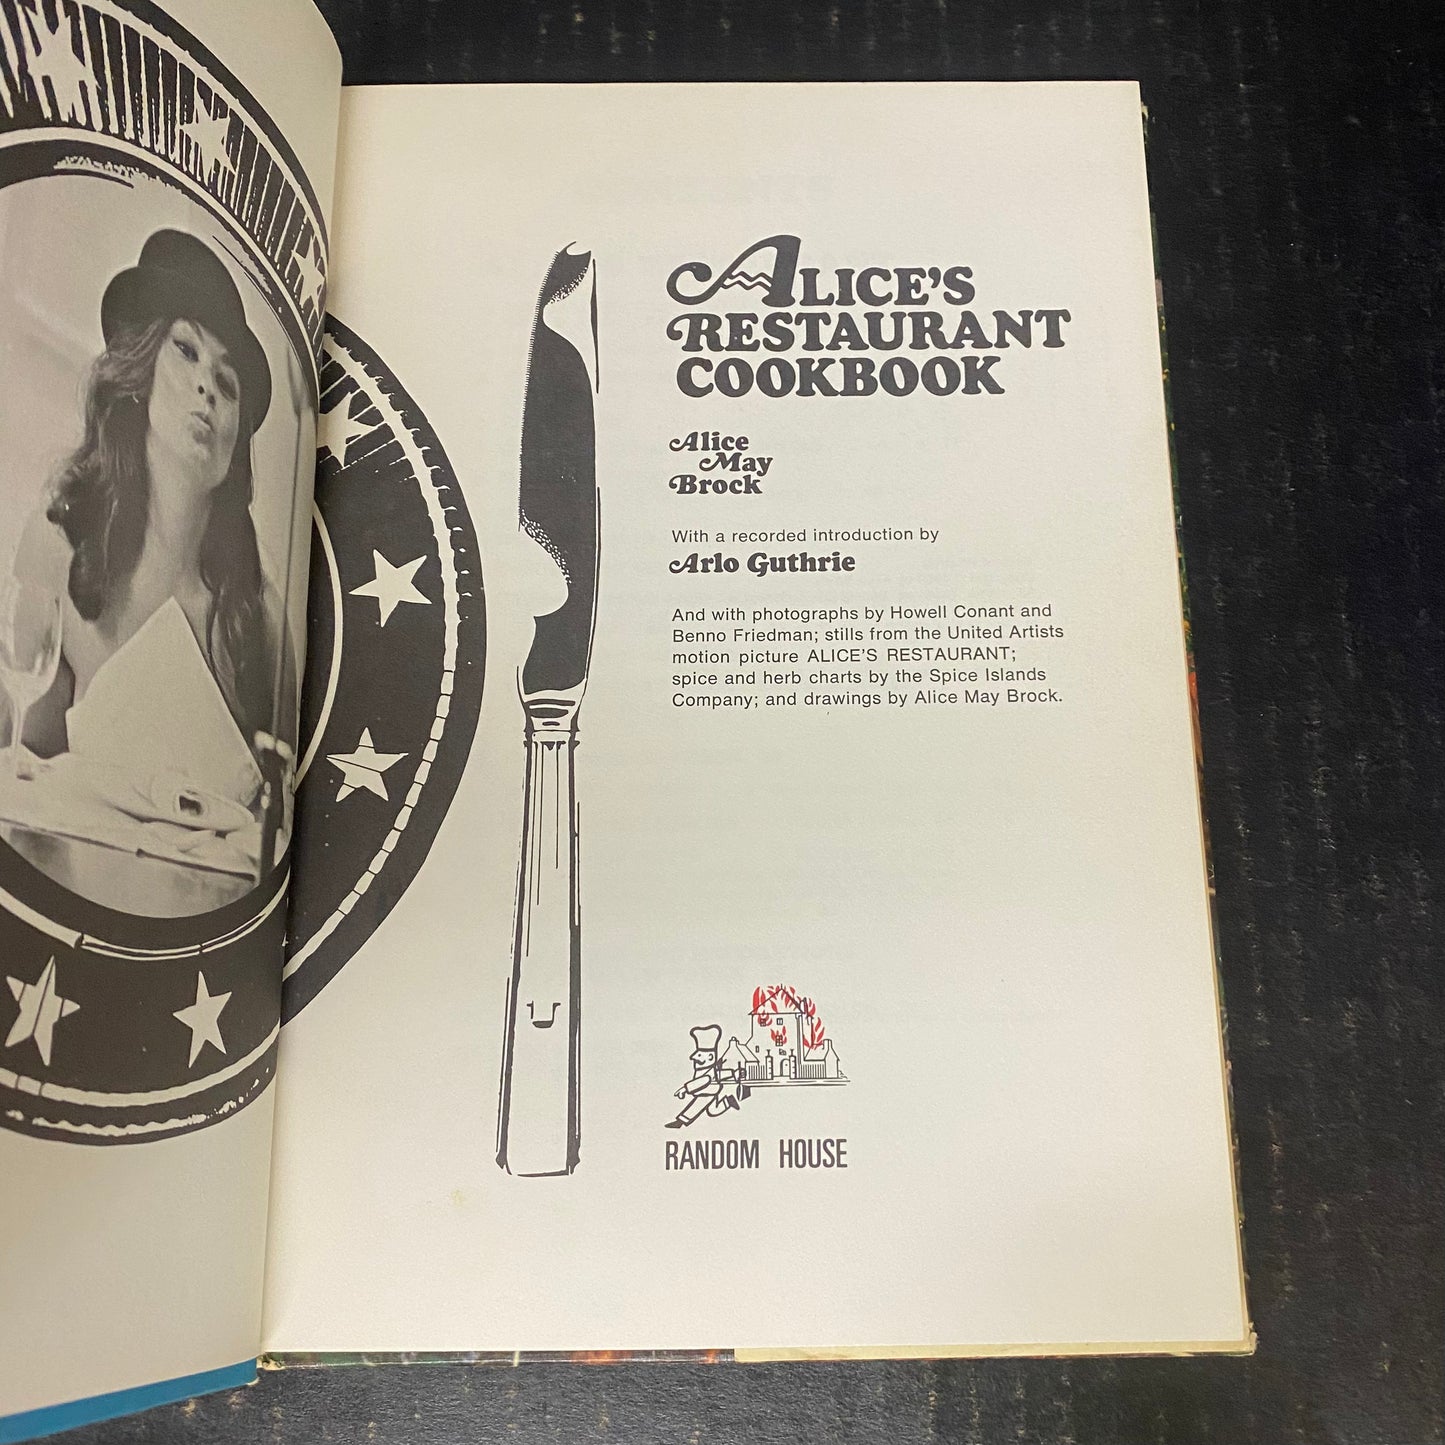 ALICE'S
RESTAURANT
COOKBOOK
Alice
May
Brock
With a recorded introduction by
Arlo Guthrie
And with photographs by Howell Conant and
Benno Friedman; stills from the United Artists
motion picture ALICE'S RESTAURANT;
spice and herb charts by the Spice Islands
Company; and drawings by Alice May Brock.
RANDOM HOUSE